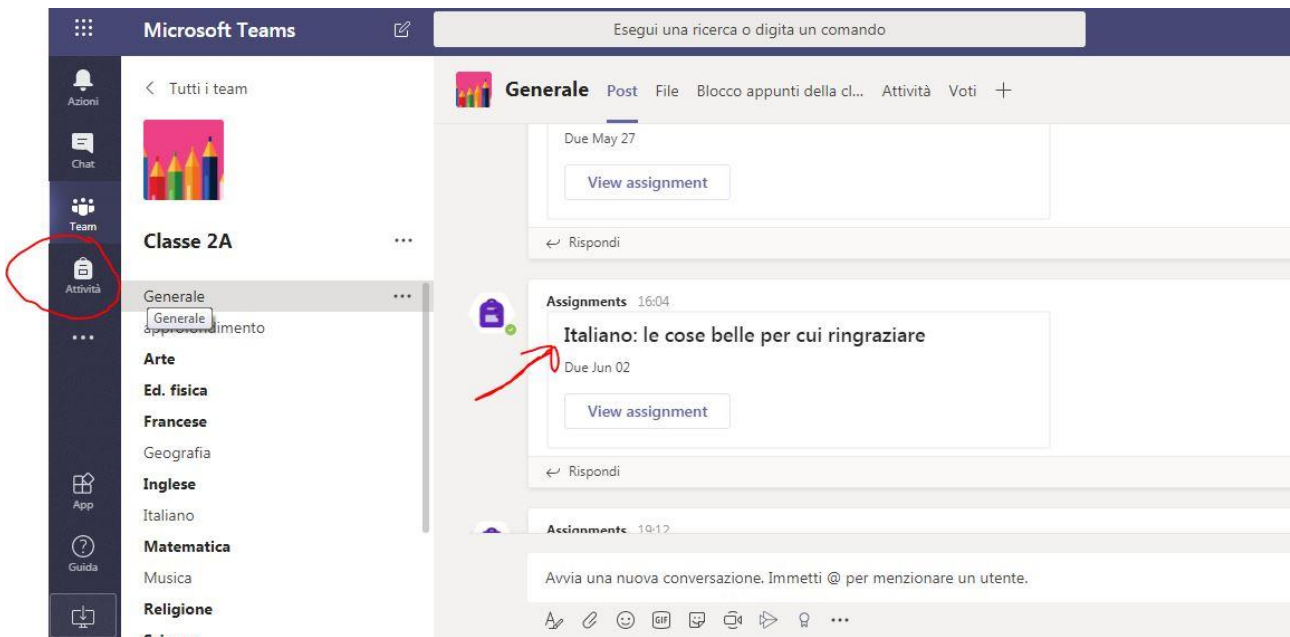 Microsoft Teams
Esegui una ricerca o digita un comando
Azioni
Chat
Team
Attività
App
Guida
Tutti i team
Classe 2A
Generale
Generale
approfondimento
Arte
Ed. fisica
Francese
Geografia
Inglese
Italiano
Matematica
Musica
Religione
Generale Post File Blocco appunti della cl... Attività Voti
Due May 27
View assignment
Rispondi
Assignments 16:04
Italiano: le cose belle per cui ringraziare
Due Jun 02
View assignment
Rispondi
Assignments 19:12
Avvia una nuova conversazione. Immetti @ per menzionare un utente.
GIF